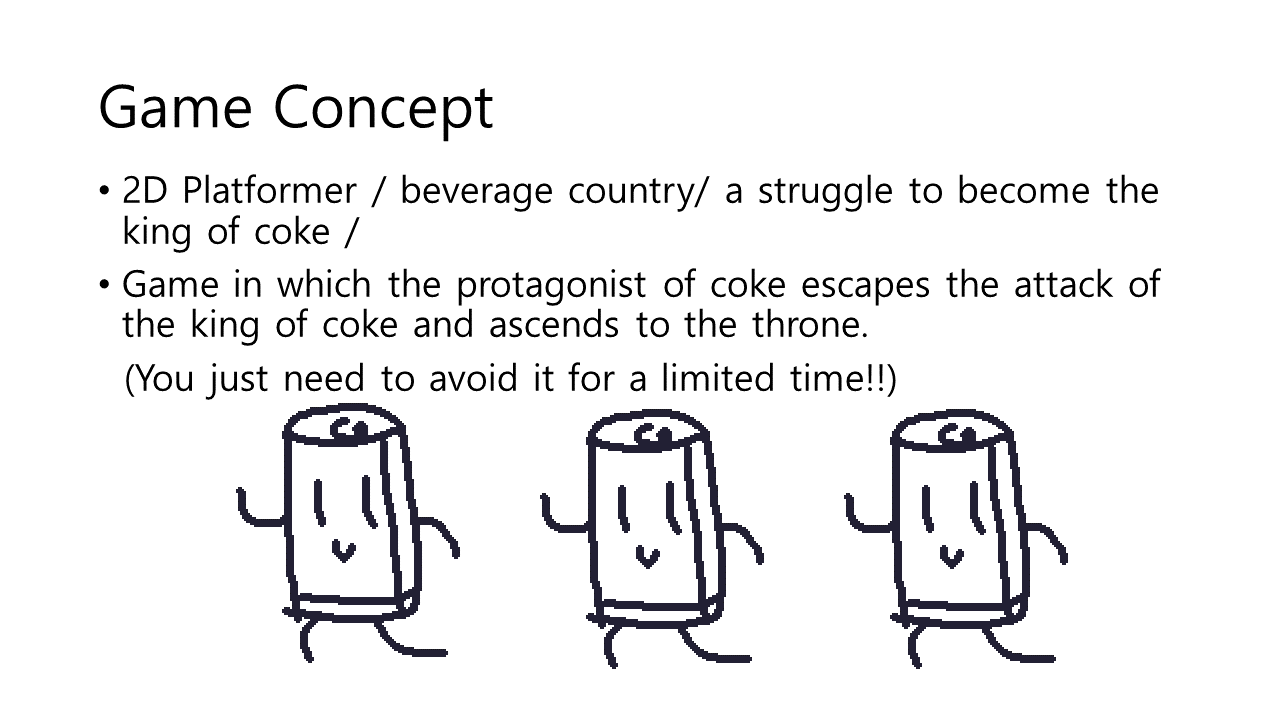 Game Concept
• 2D Platformer / beverage country/ a struggle to become the
king of coke /
• Game in which the protagonist of coke escapes the attack of
the king of coke and ascends to the throne.
(You just need to avoid it for a limited time!!)